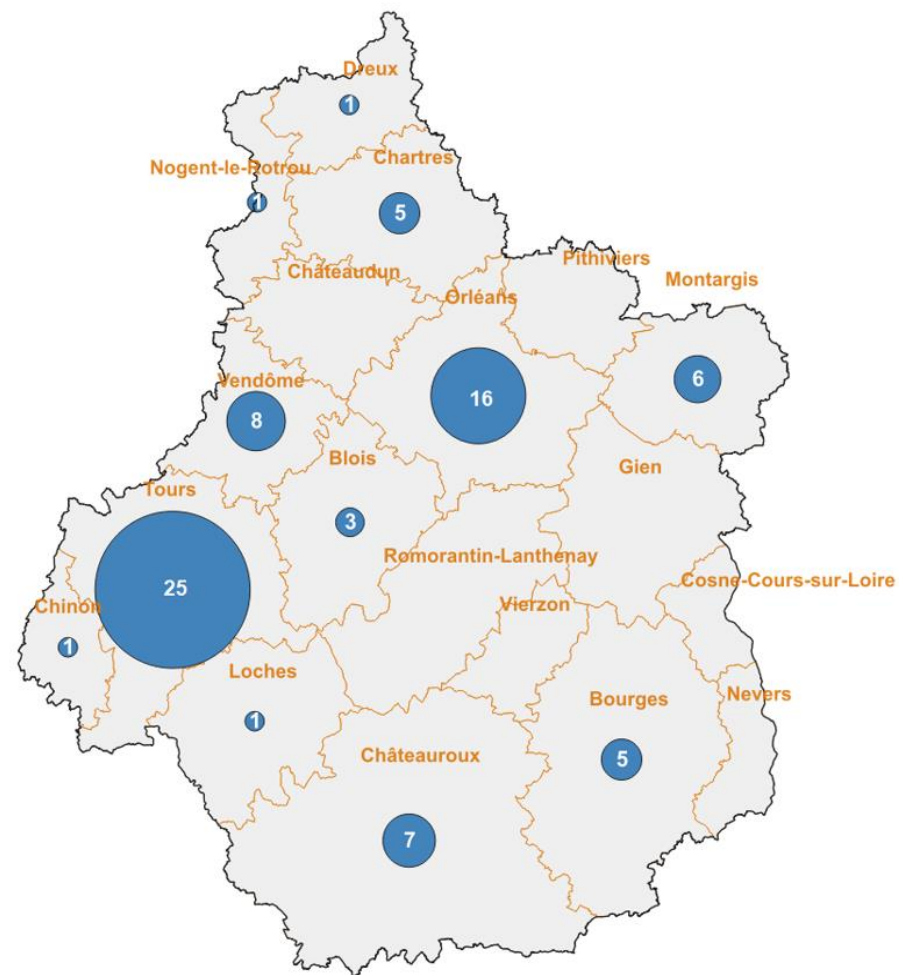 Dreux
1
Chartres
Nogent-le-Rotrou
1
5
Châteaudun
Pithiviers
Montargis
Orléans
6
Vendôme
16
8
Blois
Gien
Tours
3
Romorantin-Lanthenay
Cosne-Cours-sur-Loire
25
Chinon
Vierzon
1
Loches
Nevers
Bourges
1
Châteauroux
5
7